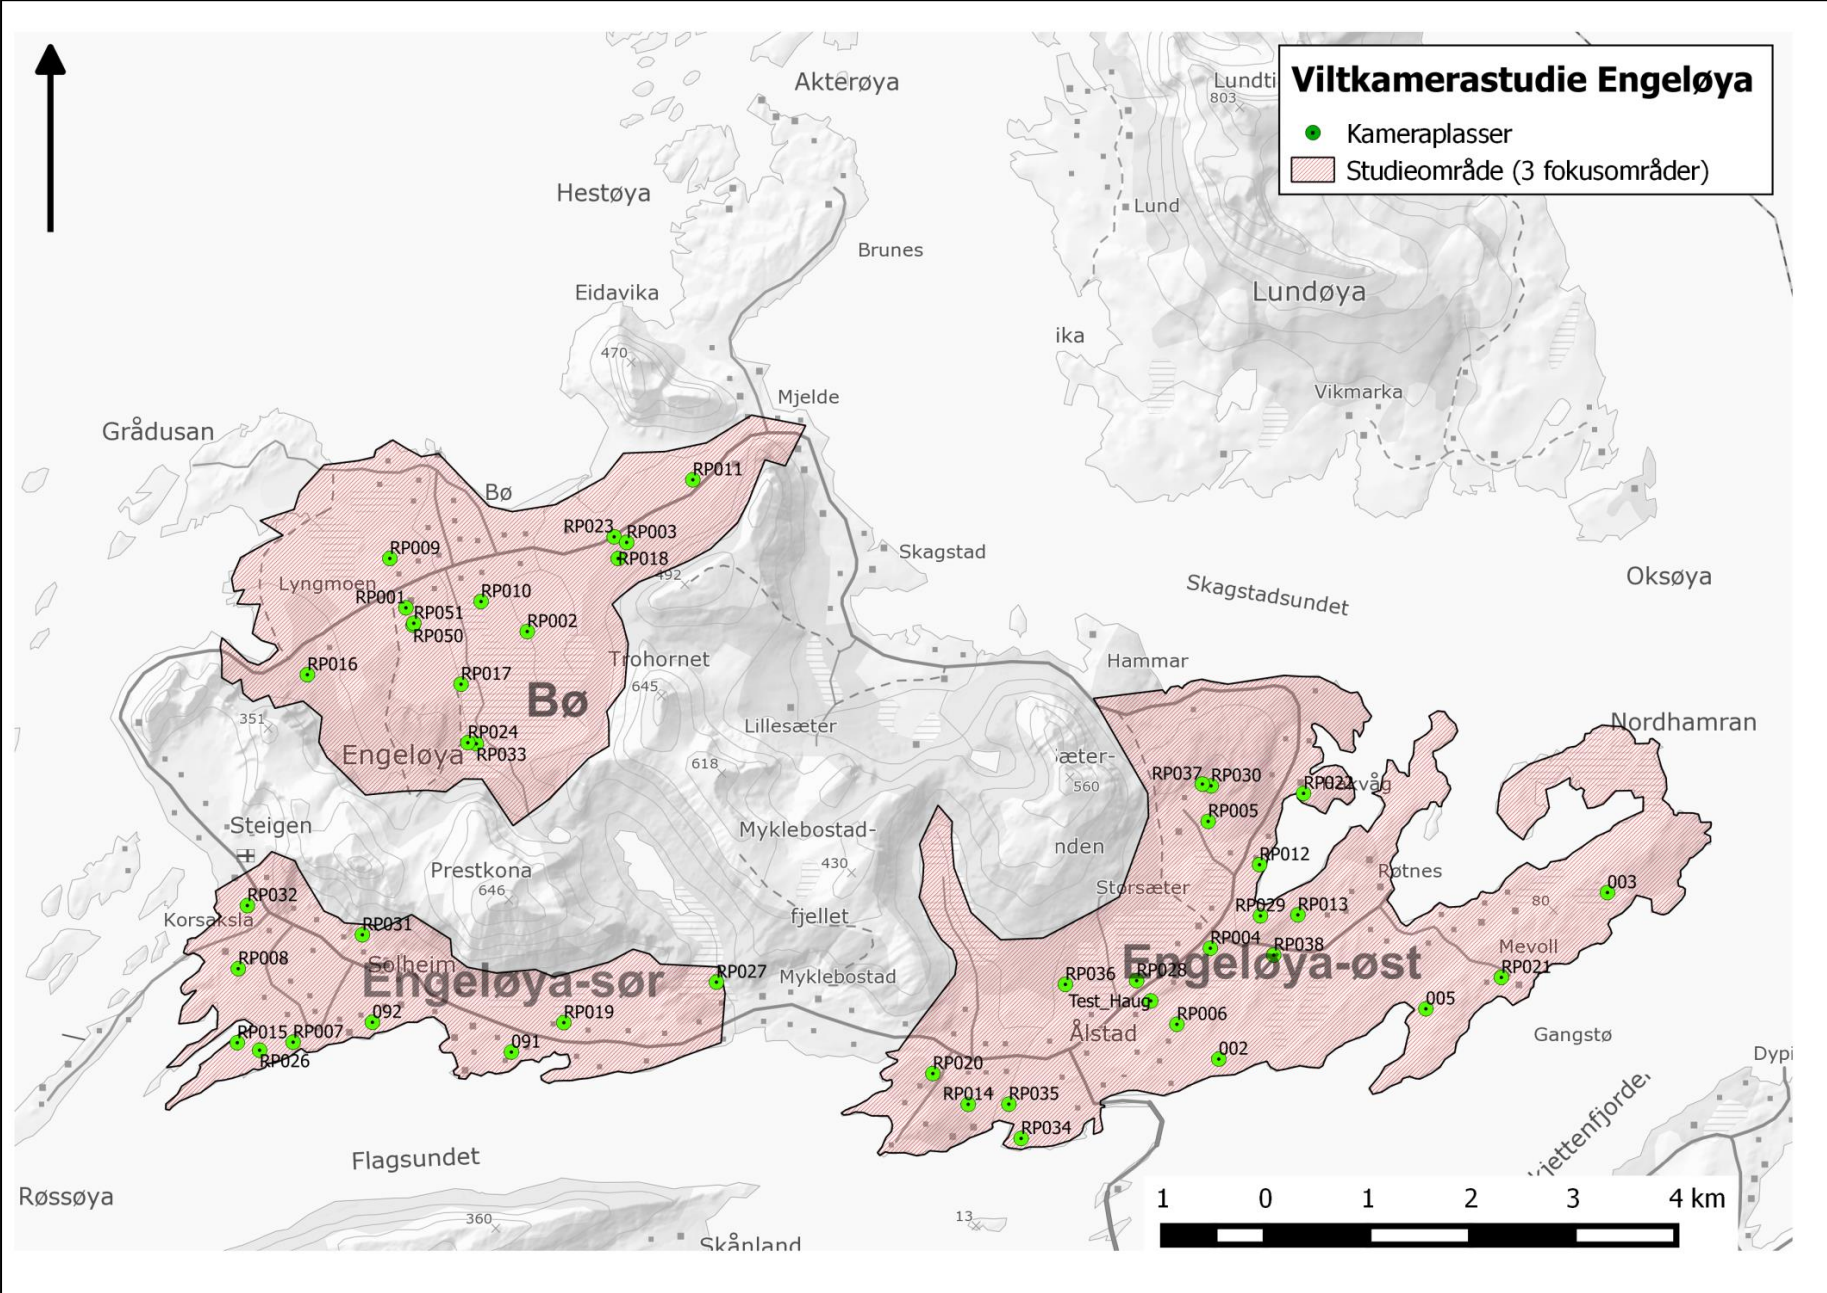 Viltkamerastudie Engeløya
Kameraplasser
Studieområde (3 fokusområder)
Akterøya
Lundti
803
Hestøya
Lund
Brunes
Eidavika
Lundøya
ika
470
Vikmarka
Mjelde
Grådusan
RP011
Bø
RP023
RP003
RP018
RP009
Skagstad
492
Oksøya
Lyngmoen
RP001
RP010
Skagstadsundet
RP051
RP050
RP002
RP016
Trohornet
Hammar
RP017
645
Bø
351
Lillesæter
Nordhamran
RP024
RP033
Engeløya
618
560
RP037
RP030
RP022
RP005
Steigen
Myklebostad-
nden
Prestkona
646
430
RP012
Røtnes
RP032
Storsæter
003
80
Korsaksla
fjellet
RP029
RP013
RP031
RP004
RP038
Mevoll
RP008
Solheim
Engeløya-sør
RP027
Myklebostad
RP036
RP028
Engeløya-øst
RP021
Test_Haug
005
092
RP019
RP006
RP015
RP007
091
Ålstad
Gangstø
RP026
002
Dypi
RP020
RP014
RP035
RP034
Flagsundet
Røssøya
360
13
Skånland
1 0 1 2 3 4 km